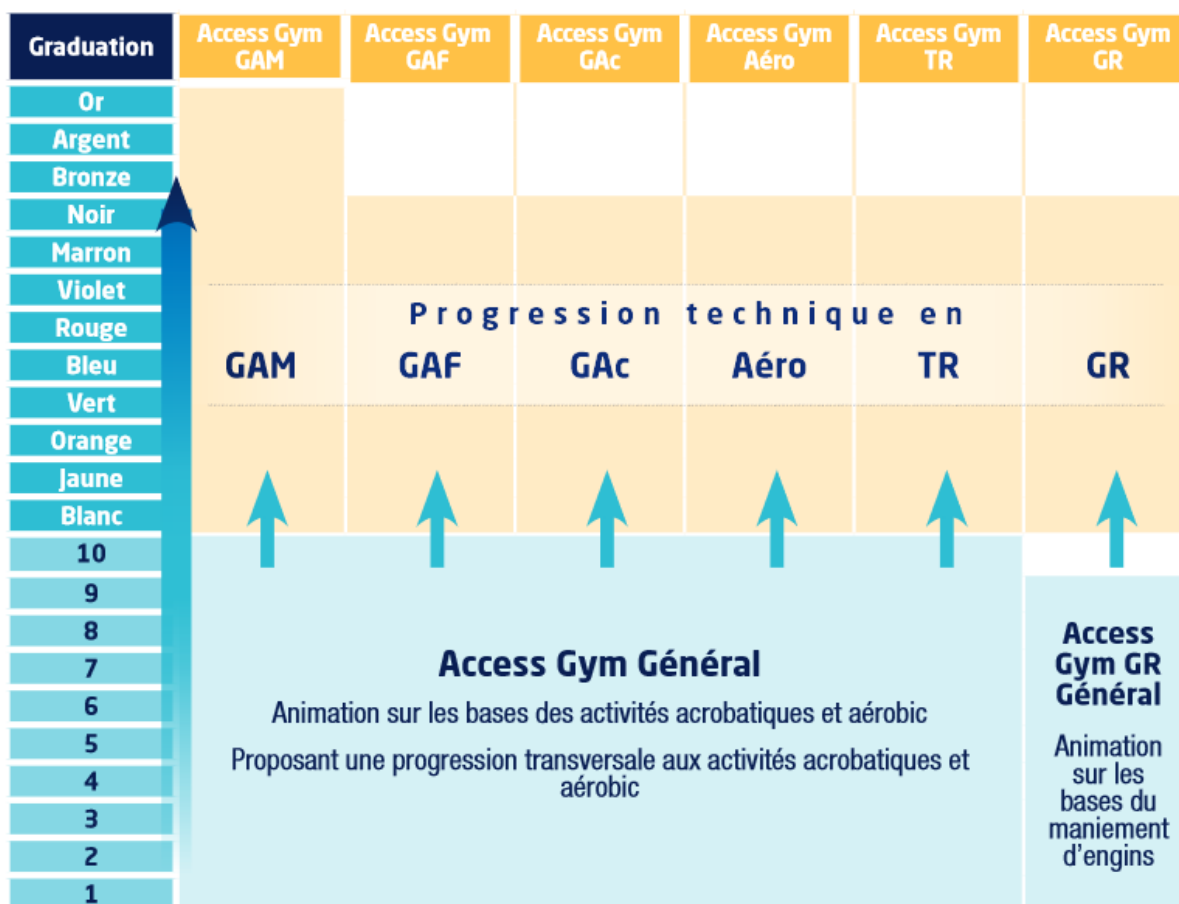 Graduation
Access Gym
GAM
Access Gym
GAF
Access Gym
GAc
Access Gym
Aéro
Access Gym
TR
Access Gym
GR
Or
Argent
Bronze
Noir
Marron
Violet
Rouge
Bleu
Vert
Orange
Jaune
Blanc
10
9
8
7
6
5
4
3
2
1
Progression technique en
GAM
GAF
GAc
Aéro
TR
GR
Access Gym Général
Animation sur les bases des activités acrobatiques et aérobic
Proposant une progression transversale aux activités acrobatiques et
aérobic
Access
Gym GR
Général
Animation
sur les
bases du
maniement
d'engins